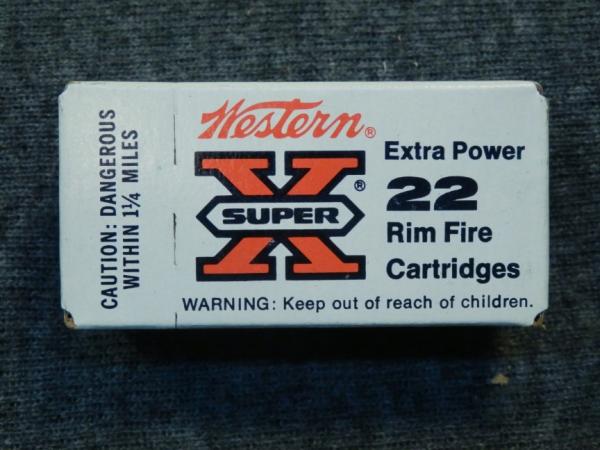 CAUTION: DANGEROUS
WITHIN 1¼ MILES
Western®
X®
SUPER
Extra Power
22
Rim Fire
Cartridges
WARNING: Keep out of reach of children.